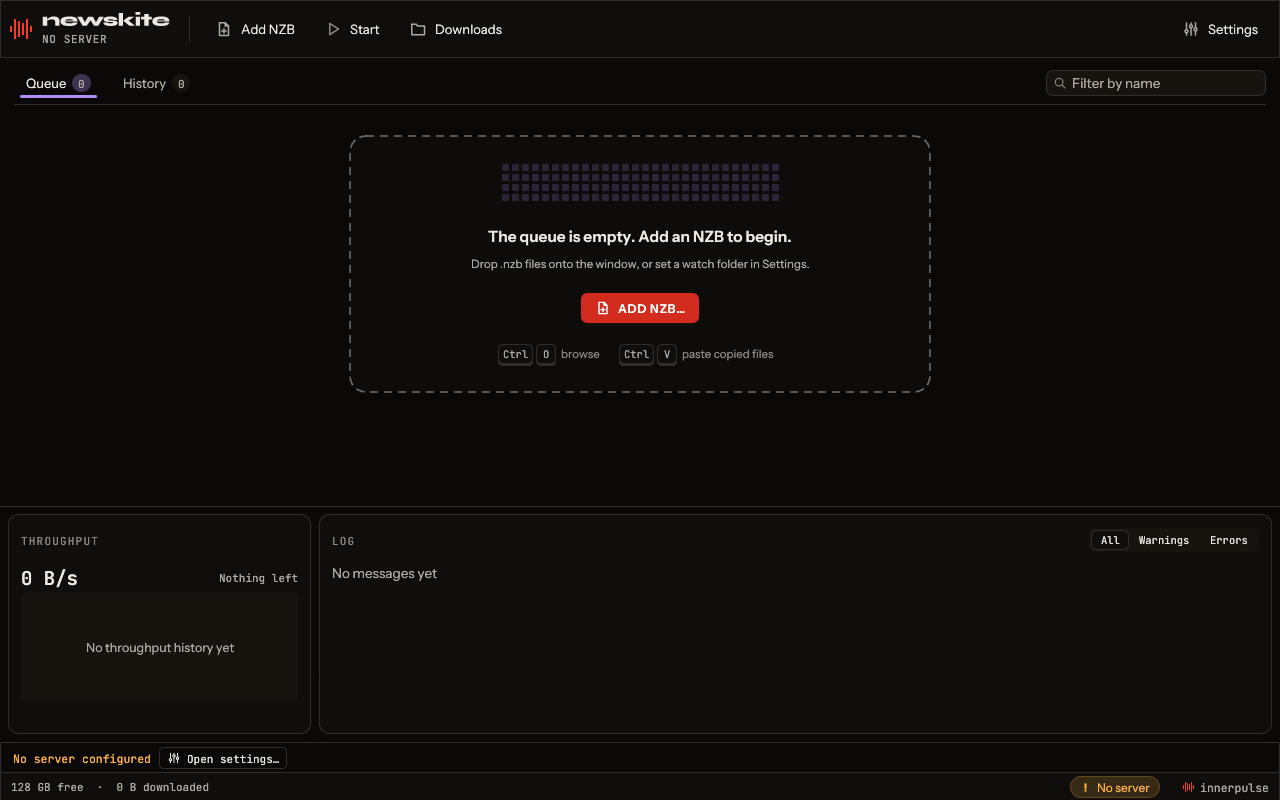 newskite
NO SERVER
Add NZB
Start
Downloads
Settings
Queue 0
History 0
Filter by name
The queue is empty. Add an NZB to begin.
Drop .nzb files onto the window, or set a watch folder in Settings.
ADD NZB…
Ctrl O browse Ctrl V paste copied files
THROUGHPUT
0 B/s
Nothing left
No throughput history yet
LOG
All Warnings Errors
No messages yet
No server configured
Open settings…
128 GB free · 0 B downloaded
! No server
innerpulse